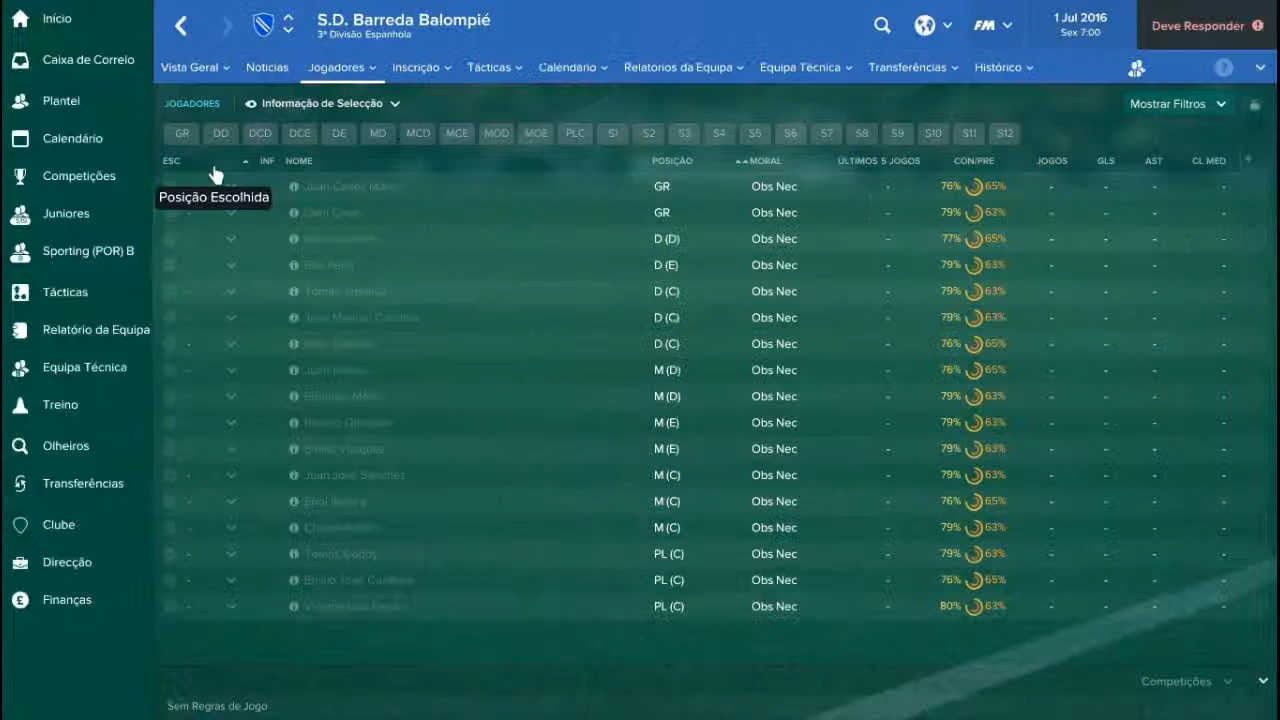 Início
Caixa de Correio
Plantel
Calendário
Competições
Juniores
Sporting (POR) B
Tácticas
Relatório da Equipa
Equipa Técnica
Treino
Olheiros
Transferências
Clube
Direcção
Finanças
S.D. Barreda Balompié
3ª Divisão Espanhola
FM
1 Jul 2016
Sex 7:00
Deve Responder
Vista Geral Notícias Jogadores Inscrição Tácticas Calendário Relatórios da Equipa Equipa Técnica Transferências Histórico
JOGADORES Informação de Selecção Mostrar Filtros
GR DD DCD DCE DE MD MCD MCE MOD MOE PLC S1 S2 S3 S4 S5 S6 S7 S8 S9 S10 S11 S12
ESC INF NOME POSIÇÃO MORAL ÚLTIMOS 5 JOGOS CON/PRE JOGOS GLS AST CL MED
Posição Escolhida
GR Obs Nec - 76% 65% - - - -
GR Obs Nec - 79% 63% - - - -
D (D) Obs Nec - 77% 65% - - - -
D (E) Obs Nec - 79% 63% - - - -
D (C) Obs Nec - 79% 63% - - - -
D (C) Obs Nec - 79% 63% - - - -
D (C) Obs Nec - 76% 65% - - - -
M (D) Obs Nec - 76% 65% - - - -
M (D) Obs Nec - 79% 63% - - - -
M (E) Obs Nec - 79% 63% - - - -
M (E) Obs Nec - 79% 63% - - - -
M (C) Obs Nec - 79% 63% - - - -
M (C) Obs Nec - 76% 65% - - - -
M (C) Obs Nec - 79% 63% - - - -
PL (C) Obs Nec - 79% 63% - - - -
PL (C) Obs Nec - 76% 65% - - - -
PL (C) Obs Nec - 80% 63% - - - -
Competições
Sem Regras de Jogo